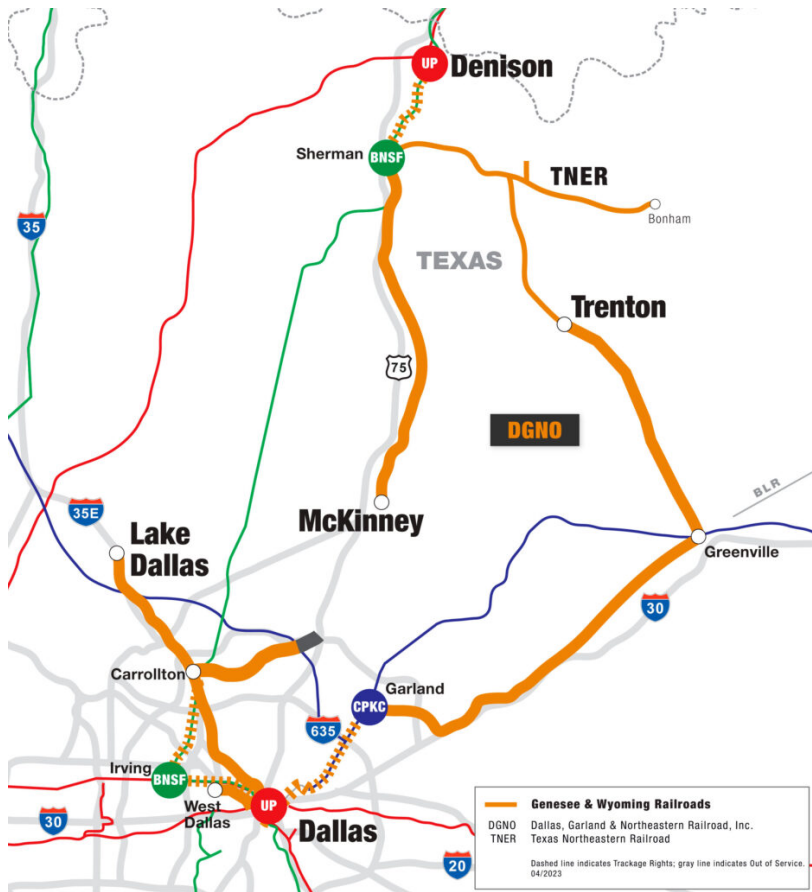 UP
Denison
Sherman
BNSF
TNER
Bonham
35
TEXAS
Trenton
75
DGNO
BLR
35E
McKinney
Lake
Dallas
Greenville
30
Carrollton
Garland
CPKC
635
Irving
BNSF
West
Dallas
UP
Dallas
30
20
Genesee & Wyoming Railroads
DGNO Dallas, Garland & Northeastern Railroad, Inc.
TNER Texas Northeastern Railroad
Dashed line indicates Trackage Rights; gray line indicates Out of Service.
04/2023